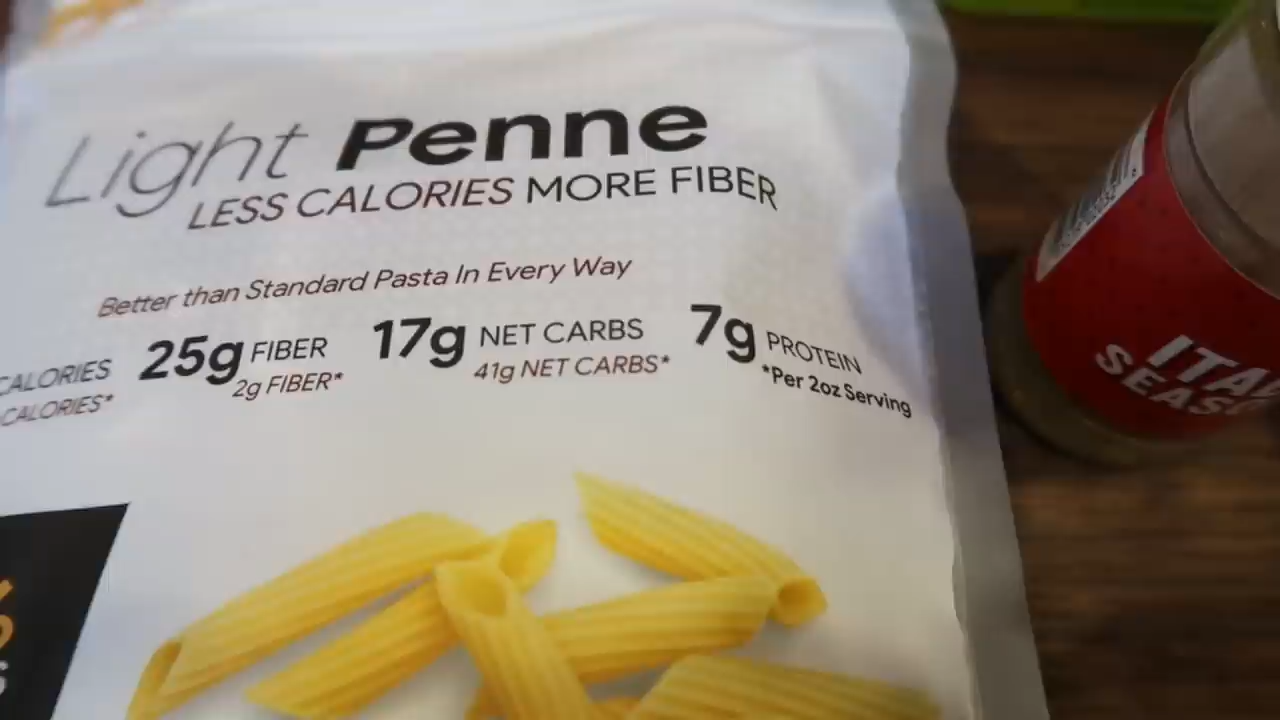 Light Penne
LESS CALORIES MORE FIBER
Better than Standard Pasta In Every Way
CALORIES 25g FIBER 17g NET CARBS 7g PROTEIN
CALORIES* 2g FIBER* 41g NET CARBS* *Per 2oz Serving